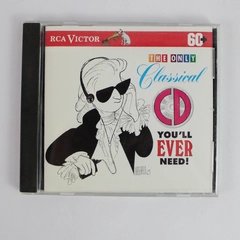 RCA VICTOR
60+
THE ONLY
Classical
CD
YOU'LL
EVER
NEED!